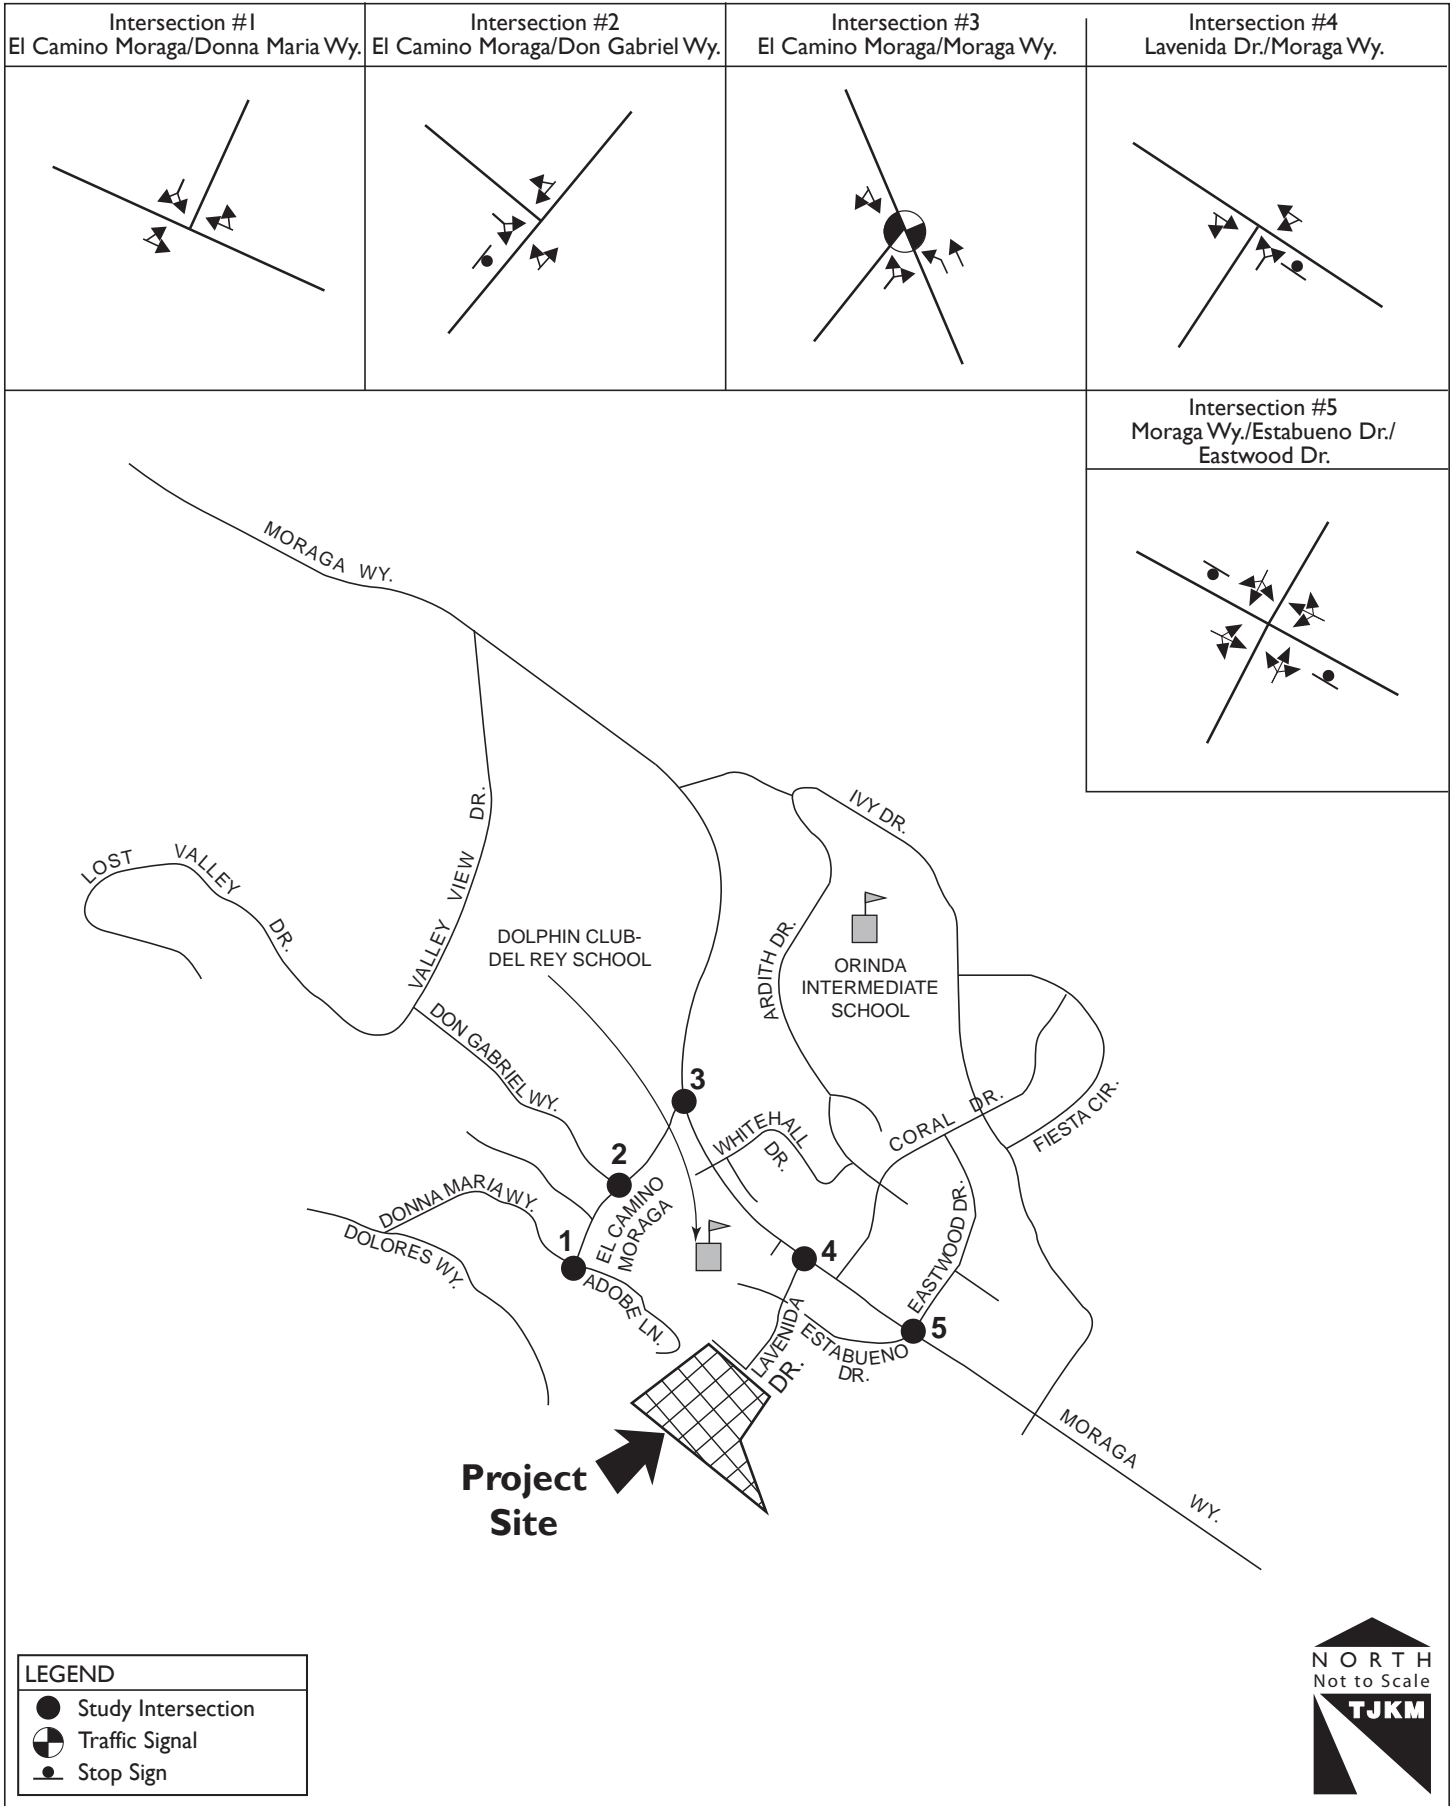 Intersection #1
El Camino Moraga/Donna Maria Wy.
Intersection #2
El Camino Moraga/Don Gabriel Wy.
Intersection #3
El Camino Moraga/Moraga Wy.
Intersection #4
Lavenida Dr./Moraga Wy.
Intersection #5
Moraga Wy./Estabueno Dr./
Eastwood Dr.
MORAGA WY.
VALLEY VIEW DR.
LOST VALLEY DR.
IVY DR.
ARDITH DR.
DOLPHIN CLUB-
DEL REY SCHOOL
ORINDA
INTERMEDIATE
SCHOOL
DON GABRIEL WY.
3
WHITEHALL
DR.
CORAL DR.
FIESTA CIR.
2
DONNA MARIA WY.
DOLORES WY.
1
EL CAMINO
MORAGA
ADOBE LN.
4
EASTWOOD DR.
5
LAVENIDA
DR.
ESTABUENO
DR.
MORAGA WY.
Project
Site
LEGEND
Study Intersection
Traffic Signal
Stop Sign
NORTH
Not to Scale
TJKM